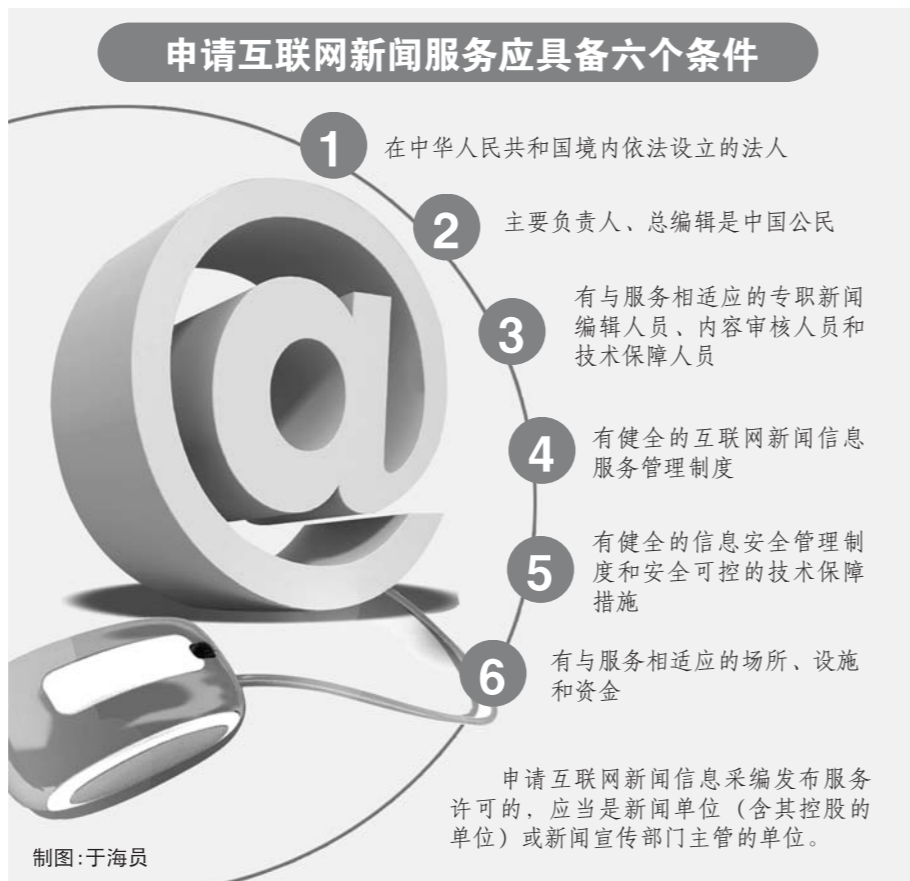 申请互联网新闻服务应具备六个条件
1
在中华人民共和国境内依法设立的法人
2
主要负责人、总编辑是中国公民
3
有与服务相适应的专职新闻
编辑人员、内容审核人员和
技术保障人员
4
有健全的互联网新闻信息
服务管理制度
5
有健全的信息安全管理制
度和安全可控的技术保障
措施
6
有与服务相适应的场所、设施
和资金
申请互联网新闻信息采编发布服务
许可的，应当是新闻单位（含其控股的
单位）或新闻宣传部门主管的单位。
制图:于海员
@